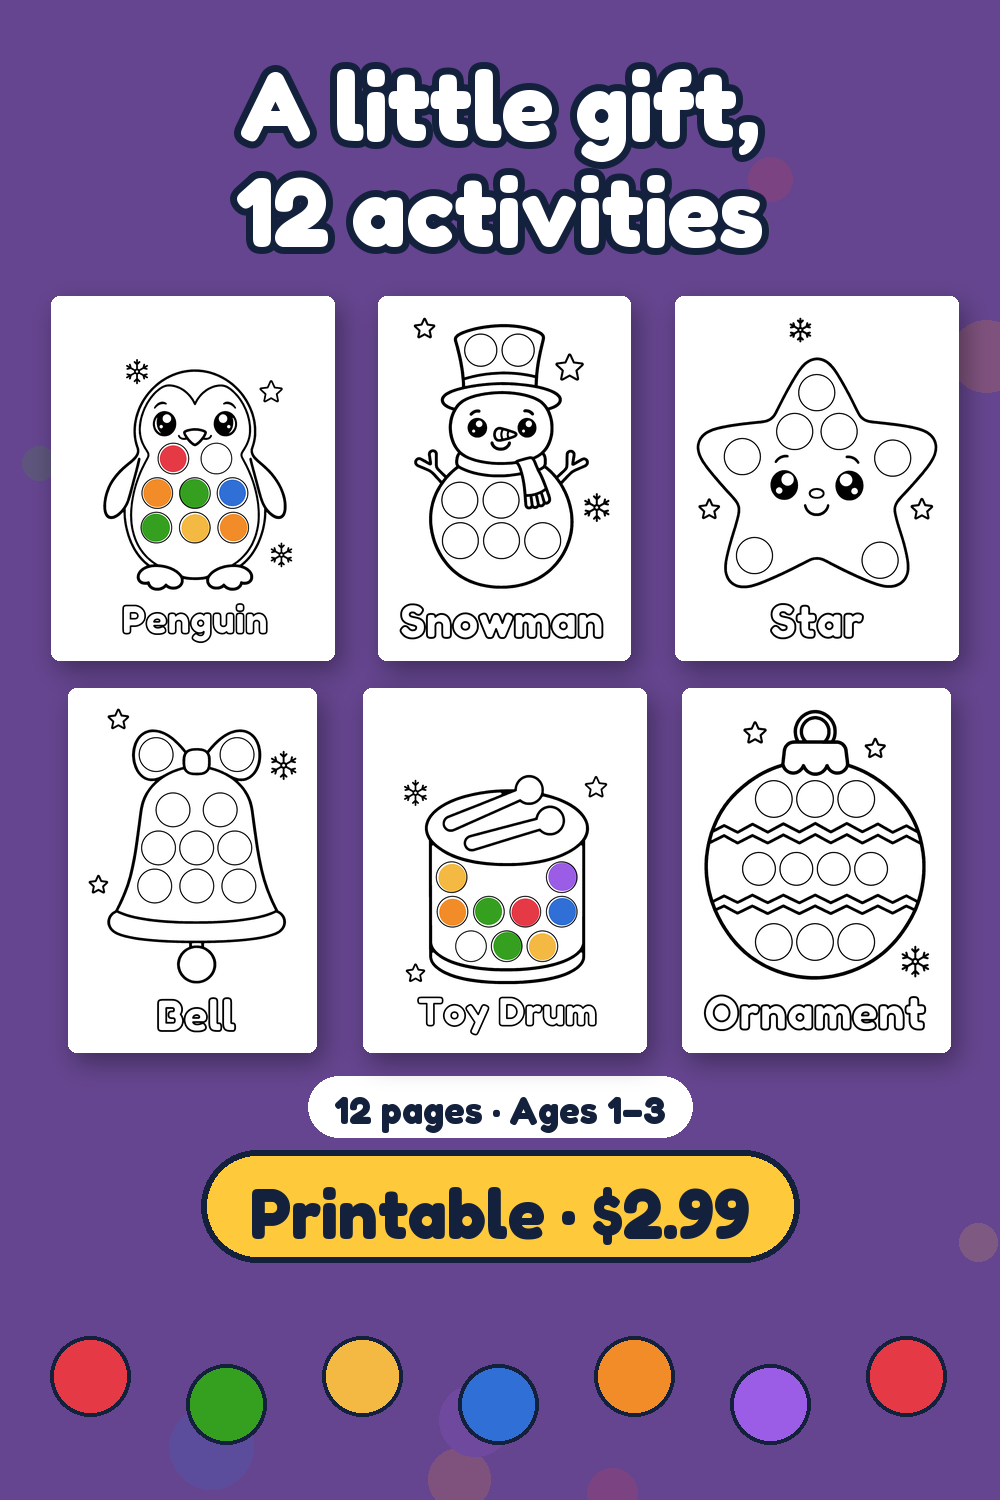 A little gift,
12 activities
Penguin
Snowman
Star
Bell
Toy Drum
Ornament
12 pages · Ages 1–3
Printable · $2.99